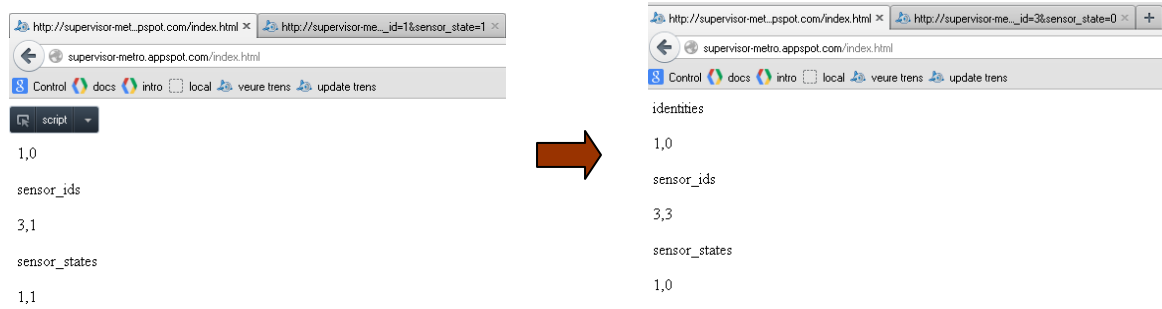 http://supervisor-met...pspot.com/index.html ×
http://supervisor-me..._id=1&sensor_state=1 ×
supervisor-metro.appspot.com/index.html
8 Control docs intro local veure trens update trens
script
1,0
sensor_ids
3,1
sensor_states
1,1
http://supervisor-met...pspot.com/index.html ×
http://supervisor-me..._id=3&sensor_state=0 × +
supervisor-metro.appspot.com/index.html
8 Control docs intro local veure trens update trens
identities
1,0
sensor_ids
3,3
sensor_states
1,0